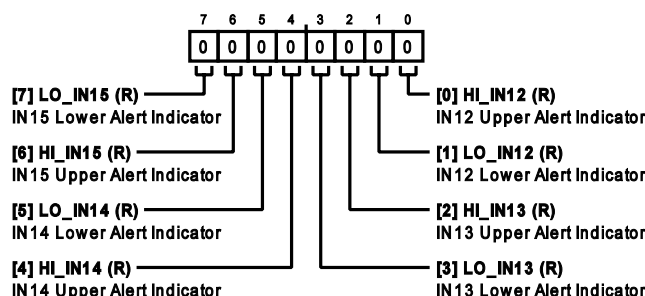 7 6 5 4 3 2 1 0
0 0 0 0 0 0 0 0
[7] LO_IN15 (R)
IN15 Lower Alert Indicator
[6] HI_IN15 (R)
IN15 Upper Alert Indicator
[5] LO_IN14 (R)
IN14 Lower Alert Indicator
[4] HI_IN14 (R)
IN14 Upper Alert Indicator
[0] HI_IN12 (R)
IN12 Upper Alert Indicator
[1] LO_IN12 (R)
IN12 Lower Alert Indicator
[2] HI_IN13 (R)
IN13 Upper Alert Indicator
[3] LO_IN13 (R)
IN13 Lower Alert Indicator